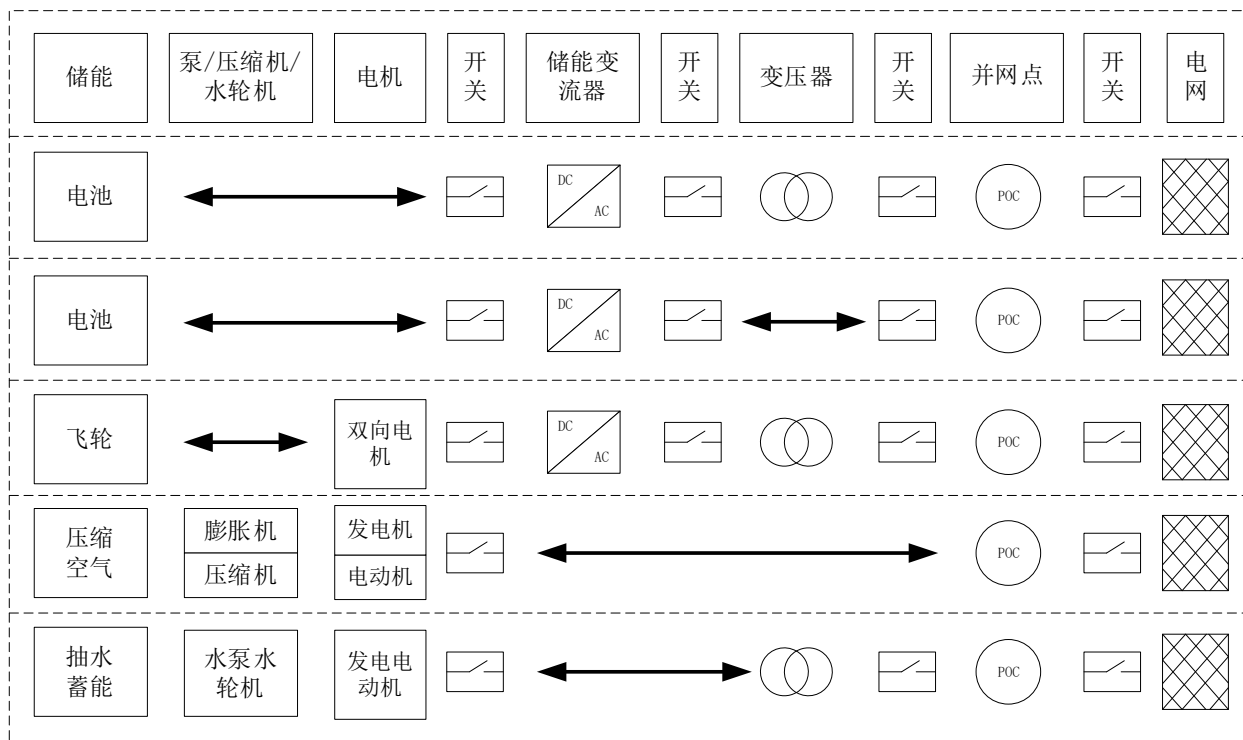 储能
泵/压缩机/
水轮机
电机
开
关
储能变
流器
开
关
变压器
开
关
并网点
开
关
电
网
电池
DC
AC
POC
电池
DC
AC
POC
飞轮
双向电
机
DC
AC
POC
压缩
空气
膨胀机
压缩机
发电机
电动机
POC
抽水
蓄能
水泵水
轮机
发电电
动机
POC